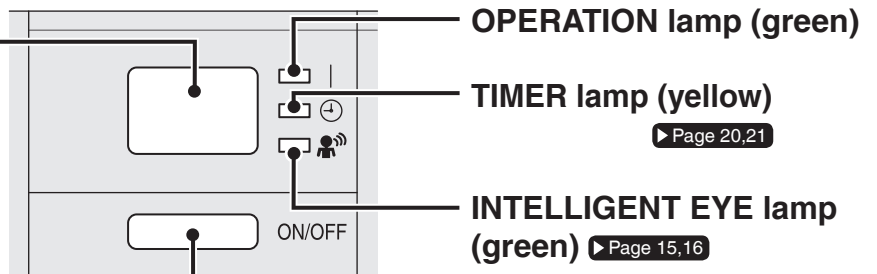 OPERATION lamp (green)
TIMER lamp (yellow)
Page 20,21
INTELLIGENT EYE lamp
(green) Page 15,16
ON/OFF